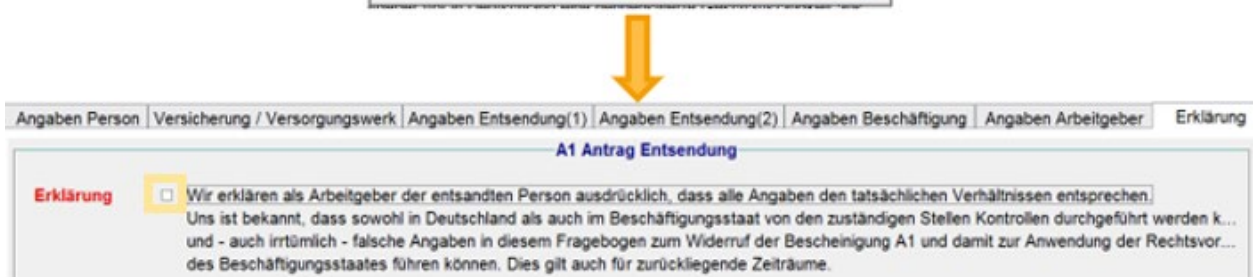 Angaben Person Versicherung / Versorgungswerk Angaben Entsendung(1) Angaben Entsendung(2) Angaben Beschäftigung Angaben Arbeitgeber Erklärung
A1 Antrag Entsendung
Erklärung Wir erklären als Arbeitgeber der entsandten Person ausdrücklich, dass alle Angaben den tatsächlichen Verhältnissen entsprechen.
Uns ist bekannt, dass sowohl in Deutschland als auch im Beschäftigungsstaat von den zuständigen Stellen Kontrollen durchgeführt werden k...
und - auch irrtümlich - falsche Angaben in diesem Fragebogen zum Widerruf der Bescheinigung A1 und damit zur Anwendung der Rechtsvor...
des Beschäftigungsstaates führen können. Dies gilt auch für zurückliegende Zeiträume.